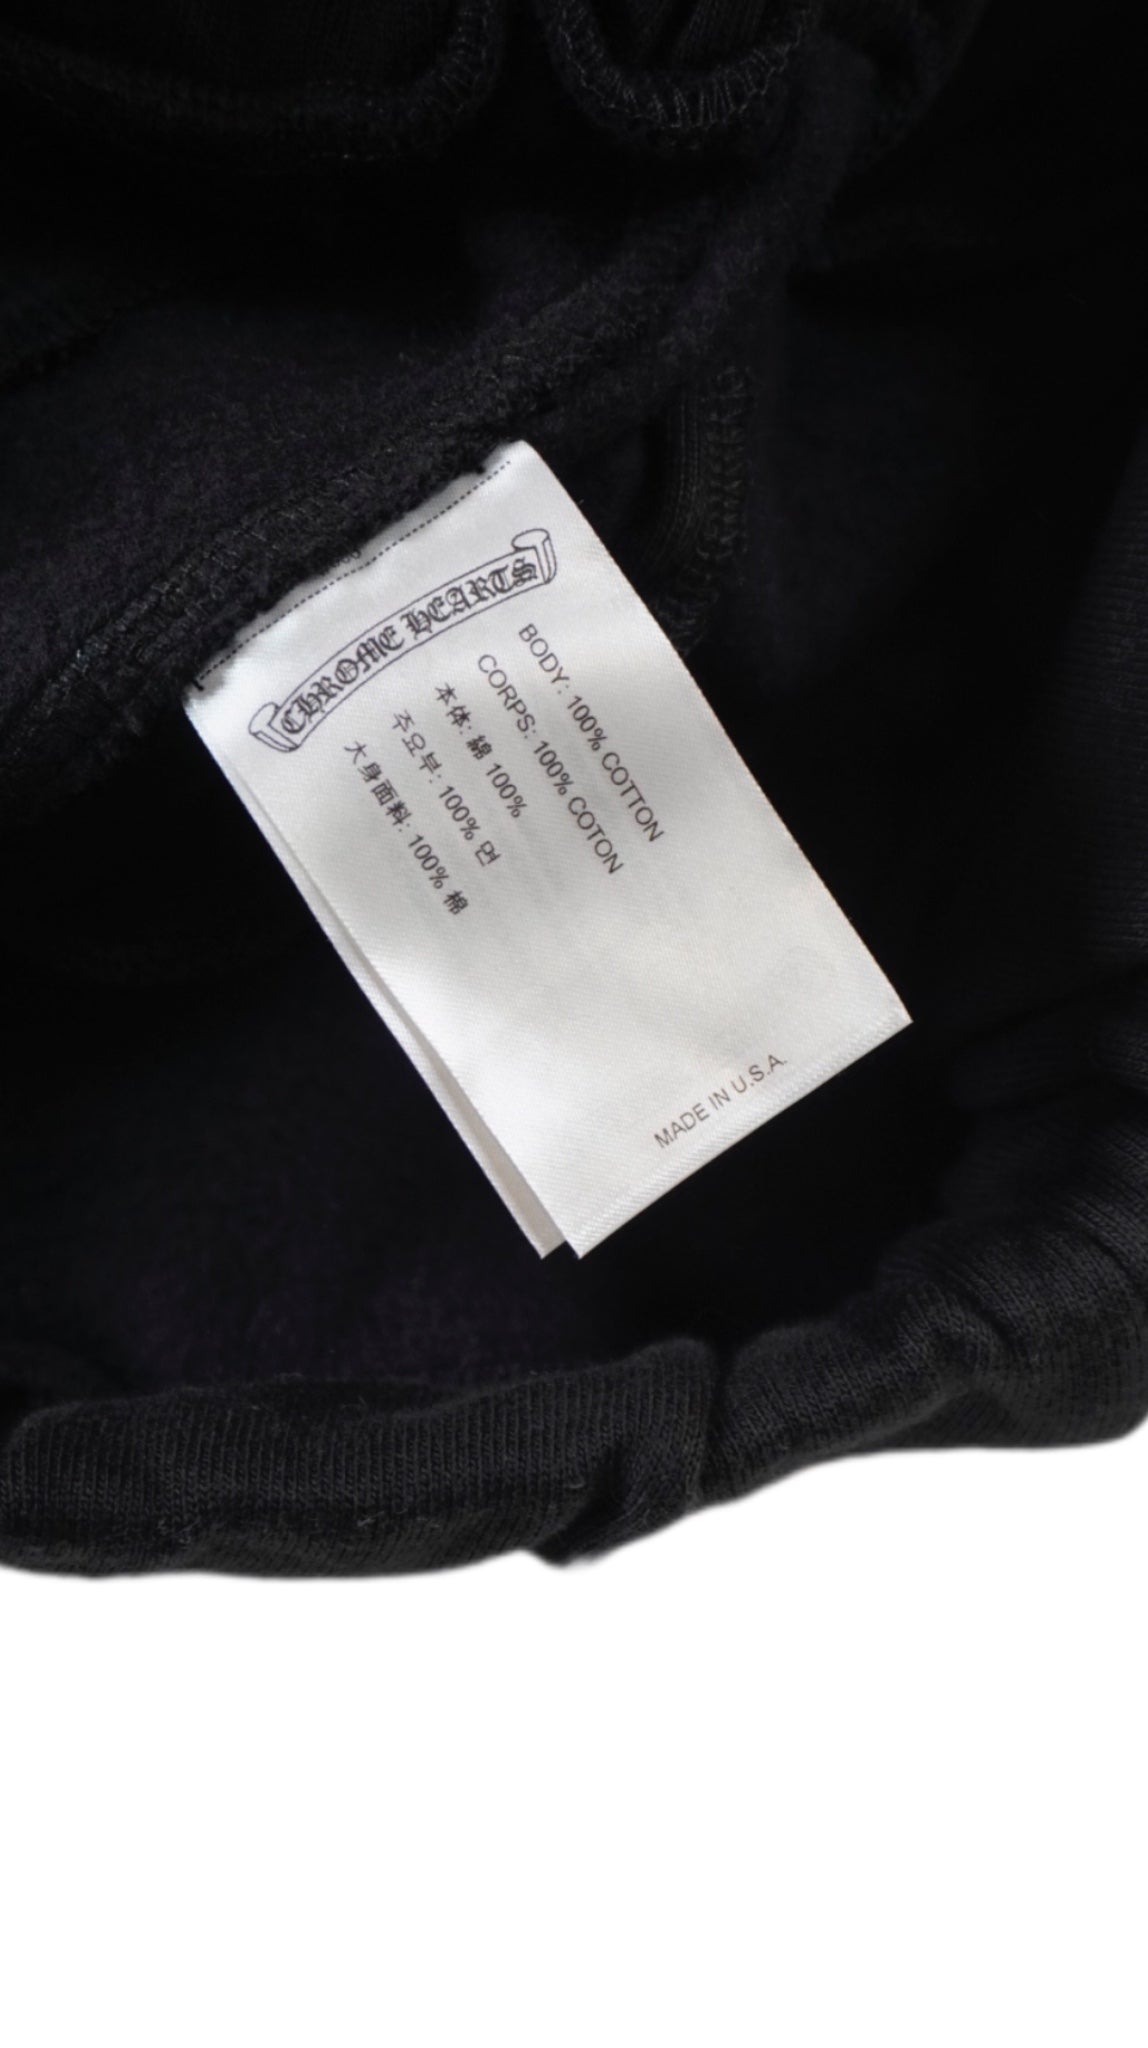 CHROME HEARTS
BODY: 100% COTTON
CORPS: 100% COTON
本体: 綿 100%
주요부: 100% 면
大身面料: 100% 棉
MADE IN U.S.A.